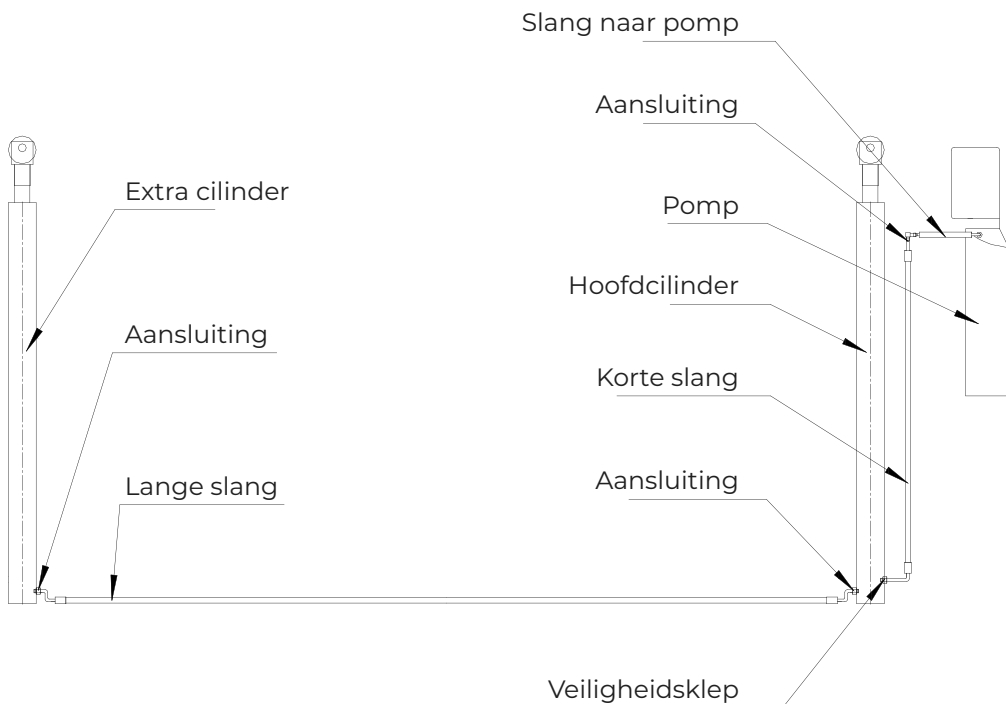 Slang naar pomp
Aansluiting
Extra cilinder
Pomp
Hoofdcilinder
Aansluiting
Korte slang
Aansluiting
Lange slang
Veiligheidsklep